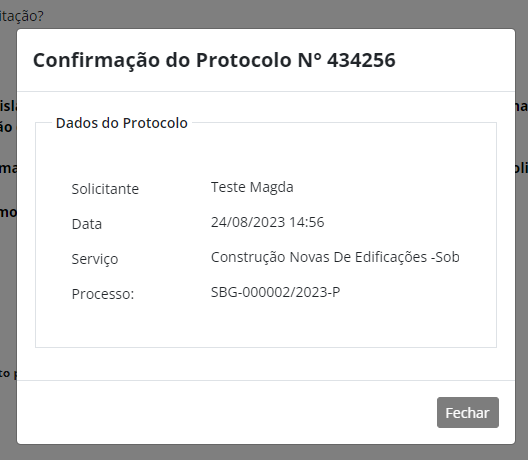 itação?
Confirmação do Protocolo N° 434256
Dados do Protocolo
Solicitante Teste Magda
Data 24/08/2023 14:56
Serviço Construção Novas De Edificações -Sob
Processo: SBG-000002/2023-P
Fechar